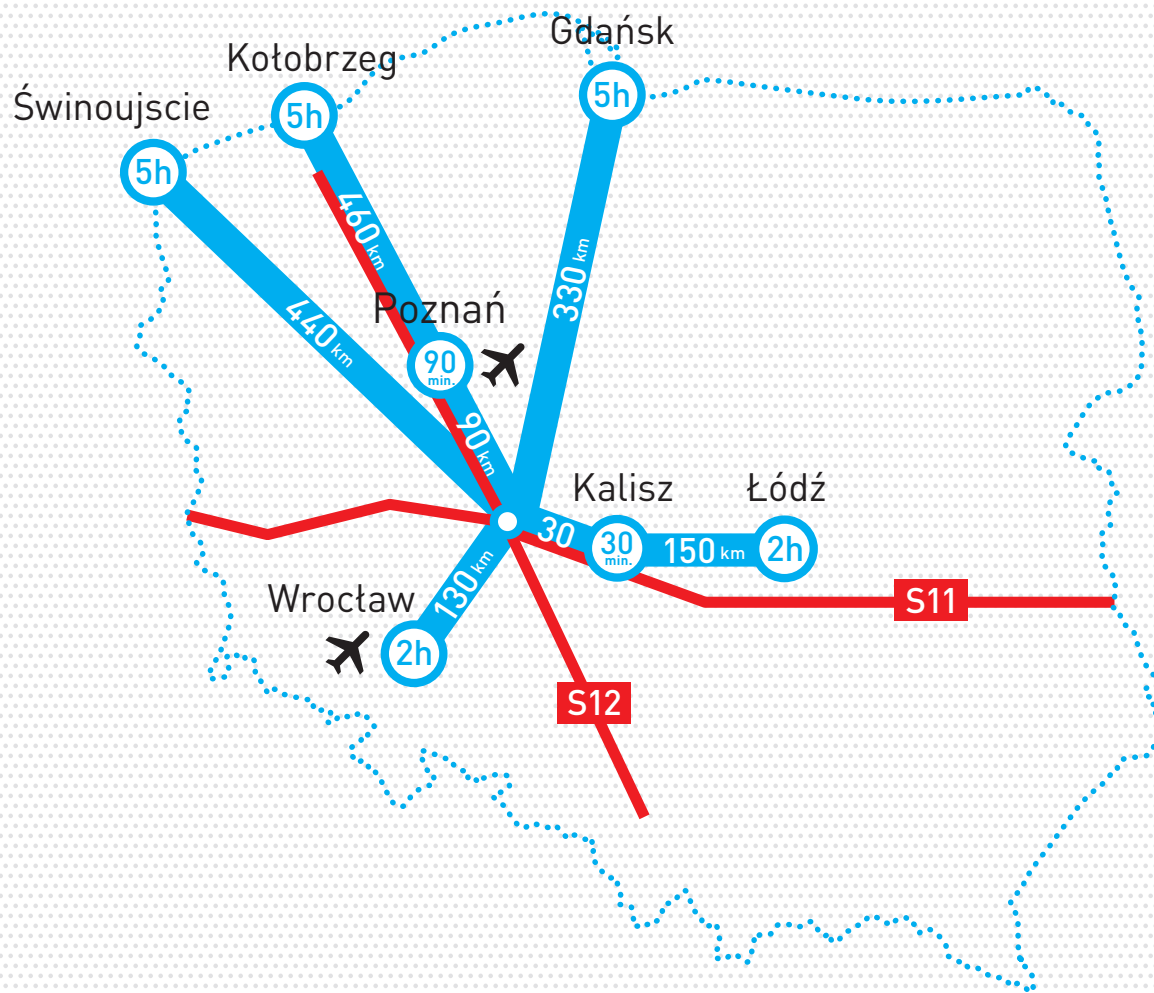 Gdańsk
5h
Kołobrzeg
5h
Świnoujscie
5h
460 km
330 km
440 km
Poznań
90
min.
90 km
Kalisz
30
30
min.
Łódź
150 km
2h
130 km
Wrocław
2h
S11
S12